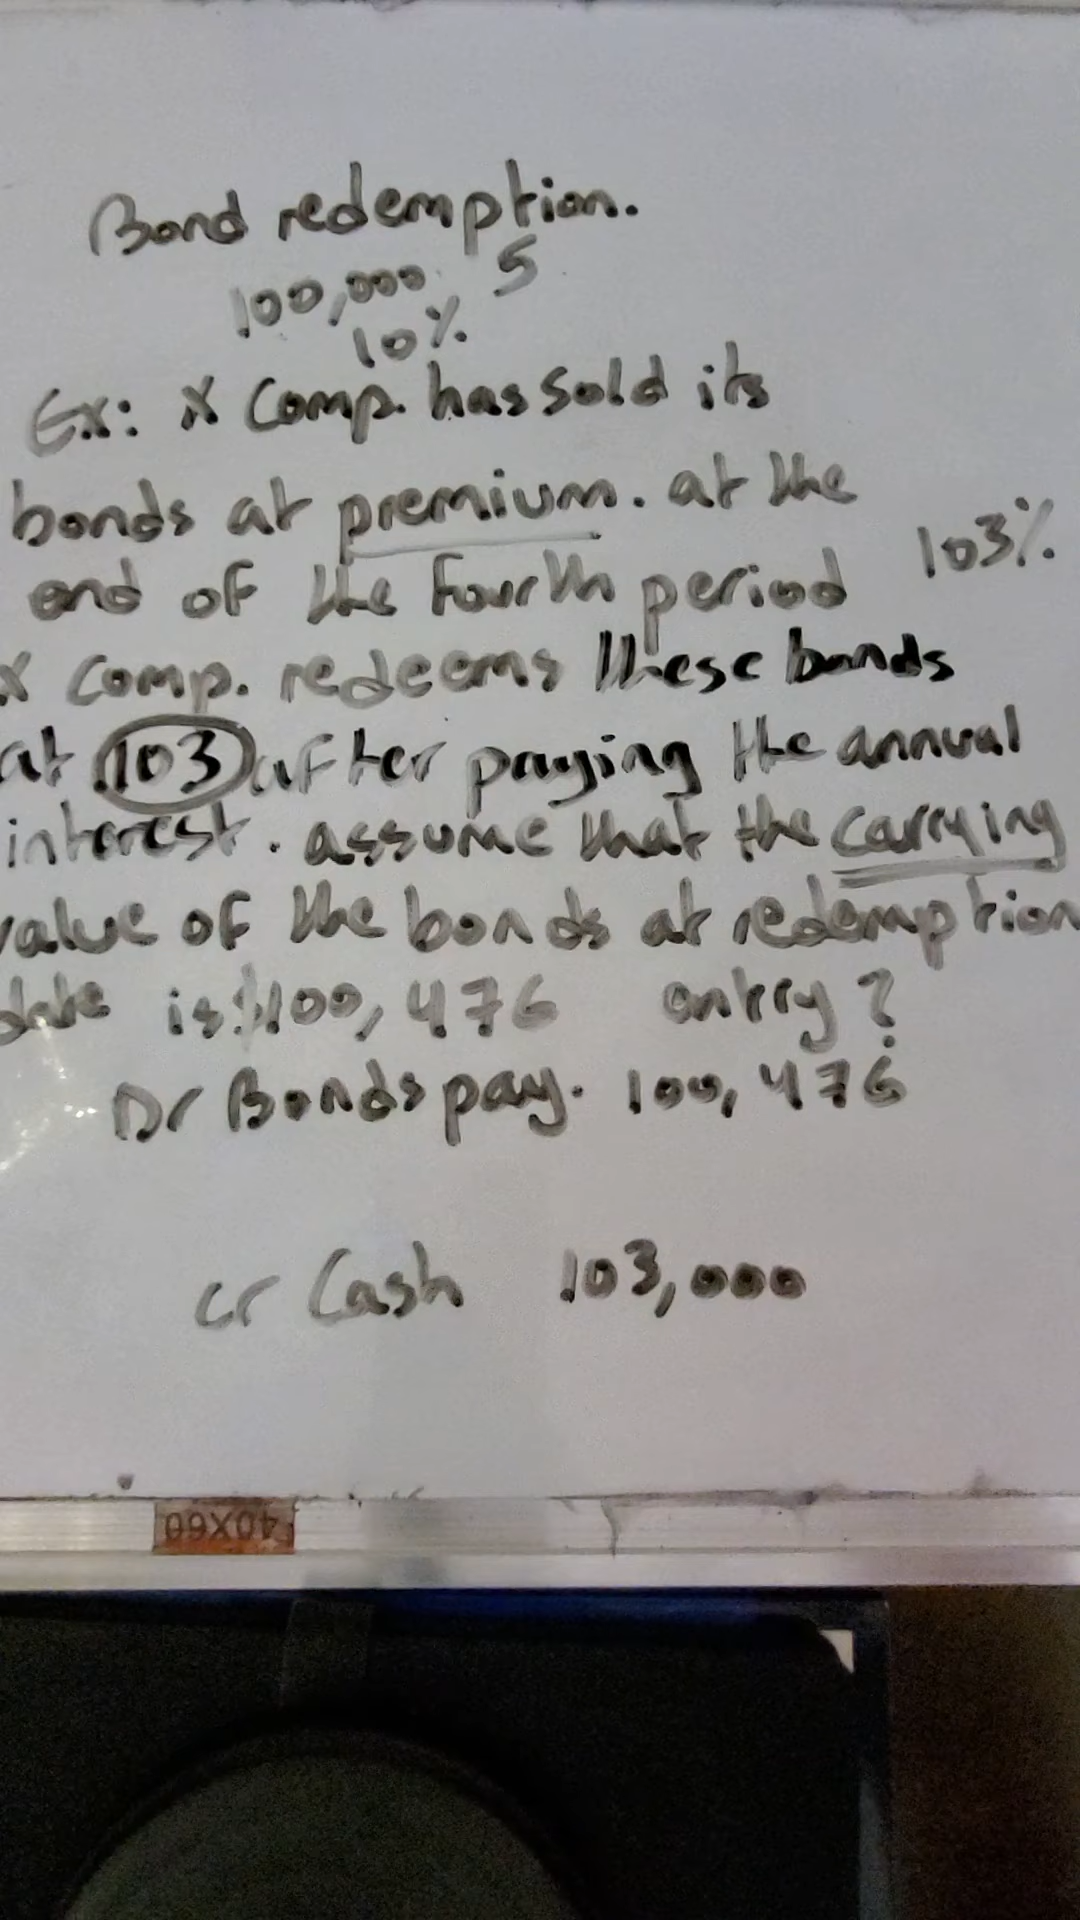 Bond redemption.
100,000 5
10%
Ex: X Comp. has sold its
bonds at premium. at the
end of the fourth period 103%
X comp. redeems these bonds
at 103 after paying the annual
interest. assume that the carrying
value of the bonds at redemption
date is $100,476 entry?
Dr Bonds pay. 100,476
cr Cash 103,000
40X60